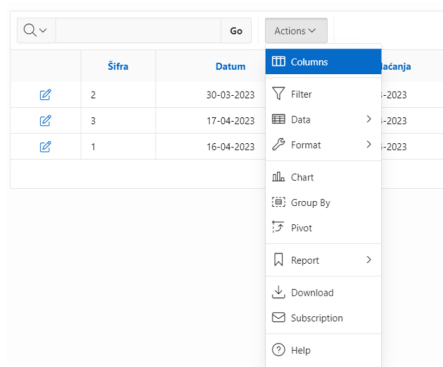 Go
Actions
Columns
Šifra
Datum
laćanja
Filter
2
30-03-2023
-2023
Data
3
17-04-2023
-2023
Format
1
16-04-2023
-2023
Chart
Group By
Pivot
Report
Download
Subscription
Help